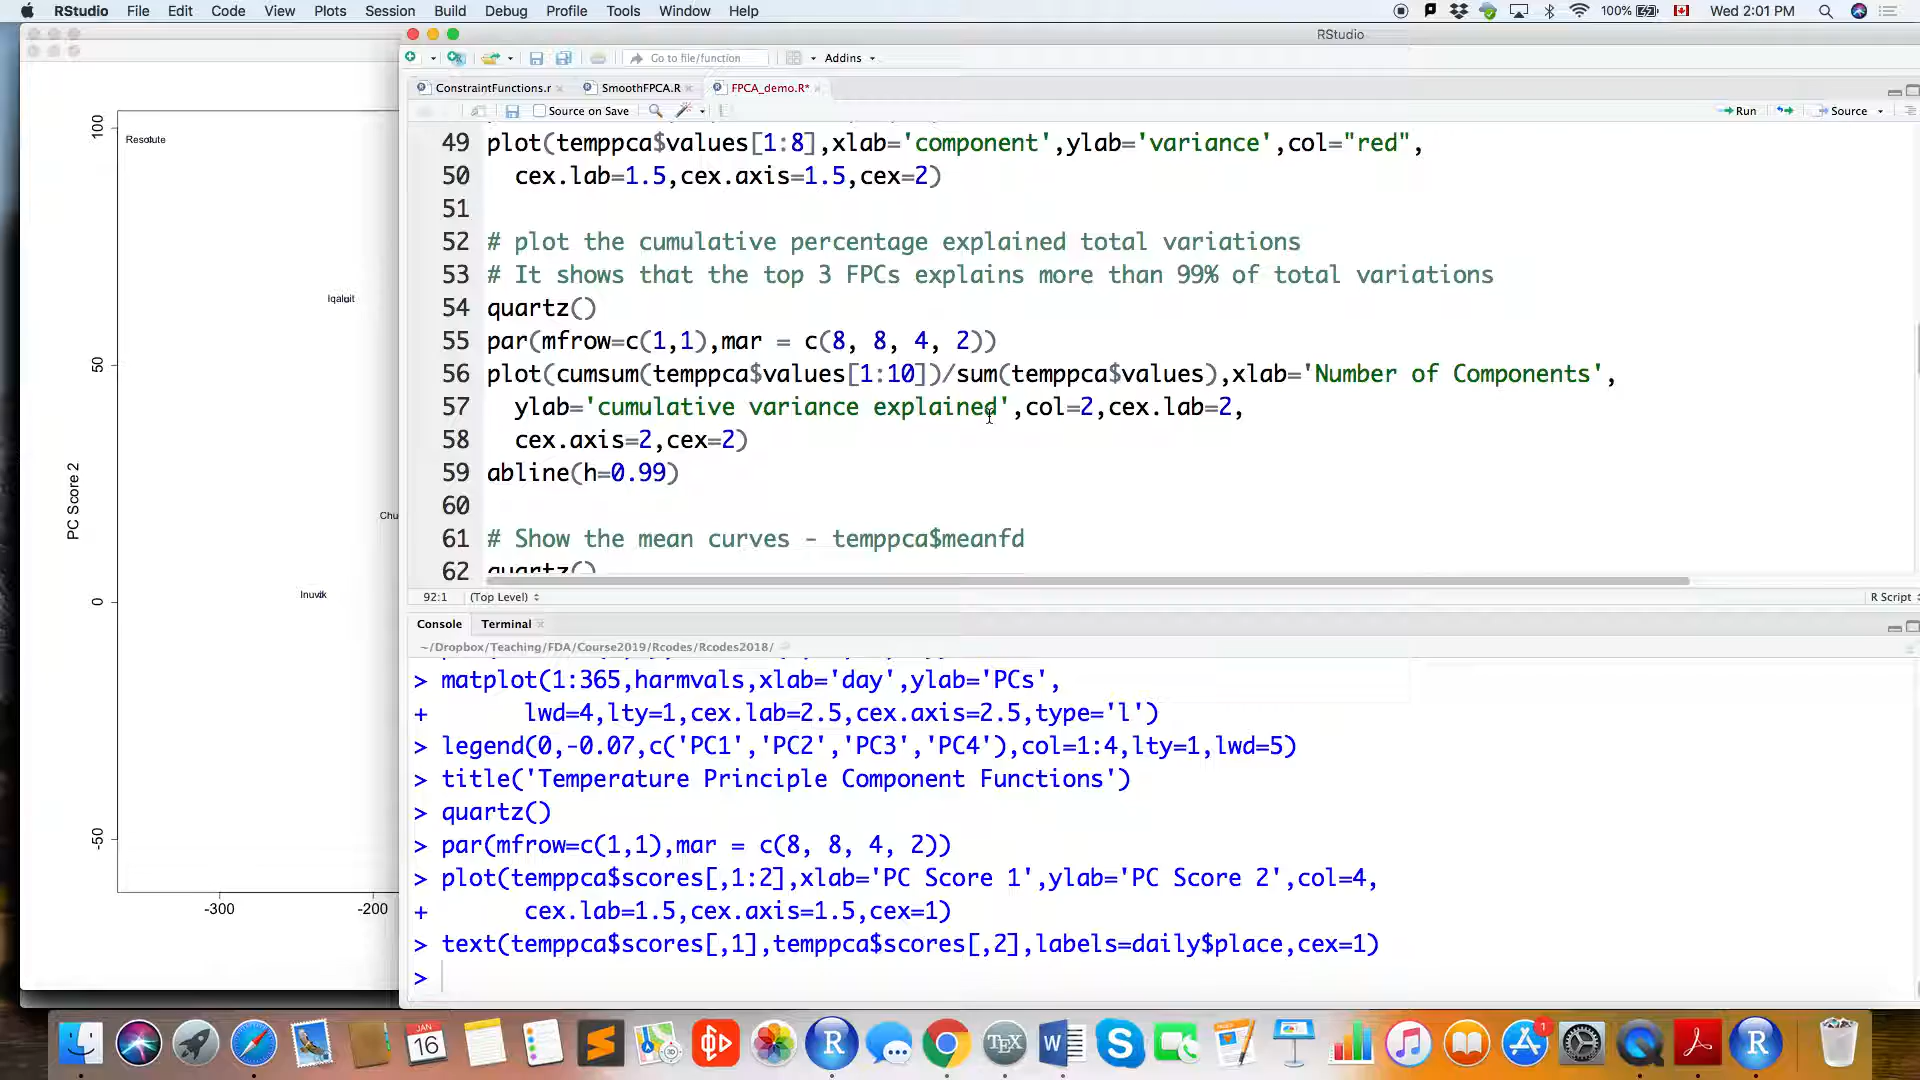 RStudio File Edit Code View Plots Session Build Debug Profile Tools Window Help 100% Wed 2:01 PM
RStudio
Go to file/function Addins
ConstraintFunctions.r SmoothFPCA.R FPCA_demo.R*
Source on Save Run Source
49 plot(temppca$values[1:8],xlab='component',ylab='variance',col="red",
50 cex.lab=1.5,cex.axis=1.5,cex=2)
51
52 # plot the cumulative percentage explained total variations
53 # It shows that the top 3 FPCs explains more than 99% of total variations
54 quartz()
55 par(mfrow=c(1,1),mar = c(8, 8, 4, 2))
56 plot(cumsum(temppca$values[1:10])/sum(temppca$values),xlab='Number of Components',
57 ylab='cumulative variance explained',col=2,cex.lab=2,
58 cex.axis=2,cex=2)
59 abline(h=0.99)
60
61 # Show the mean curves - temppca$meanfd
62 quartz()
92:1 (Top Level) R Script
Console Terminal
~/Dropbox/Teaching/FDA/Course2019/Rcodes/Rcodes2018/
> matplot(1:365,harmvals,xlab='day',ylab='PCs',
+ lwd=4,lty=1,cex.lab=2.5,cex.axis=2.5,type='l')
> legend(0,-0.07,c('PC1','PC2','PC3','PC4'),col=1:4,lty=1,lwd=5)
> title('Temperature Principle Component Functions')
> quartz()
> par(mfrow=c(1,1),mar = c(8, 8, 4, 2))
> plot(temppca$scores[,1:2],xlab='PC Score 1',ylab='PC Score 2',col=4,
+ cex.lab=1.5,cex.axis=1.5,cex=1)
> text(temppca$scores[,1],temppca$scores[,2],labels=daily$place,cex=1)
>
PC Score 2
100
50
0
-50
-300 -200
Resolute
Iqaluit
Chu
Inuvik
JAN
16
TEX
1